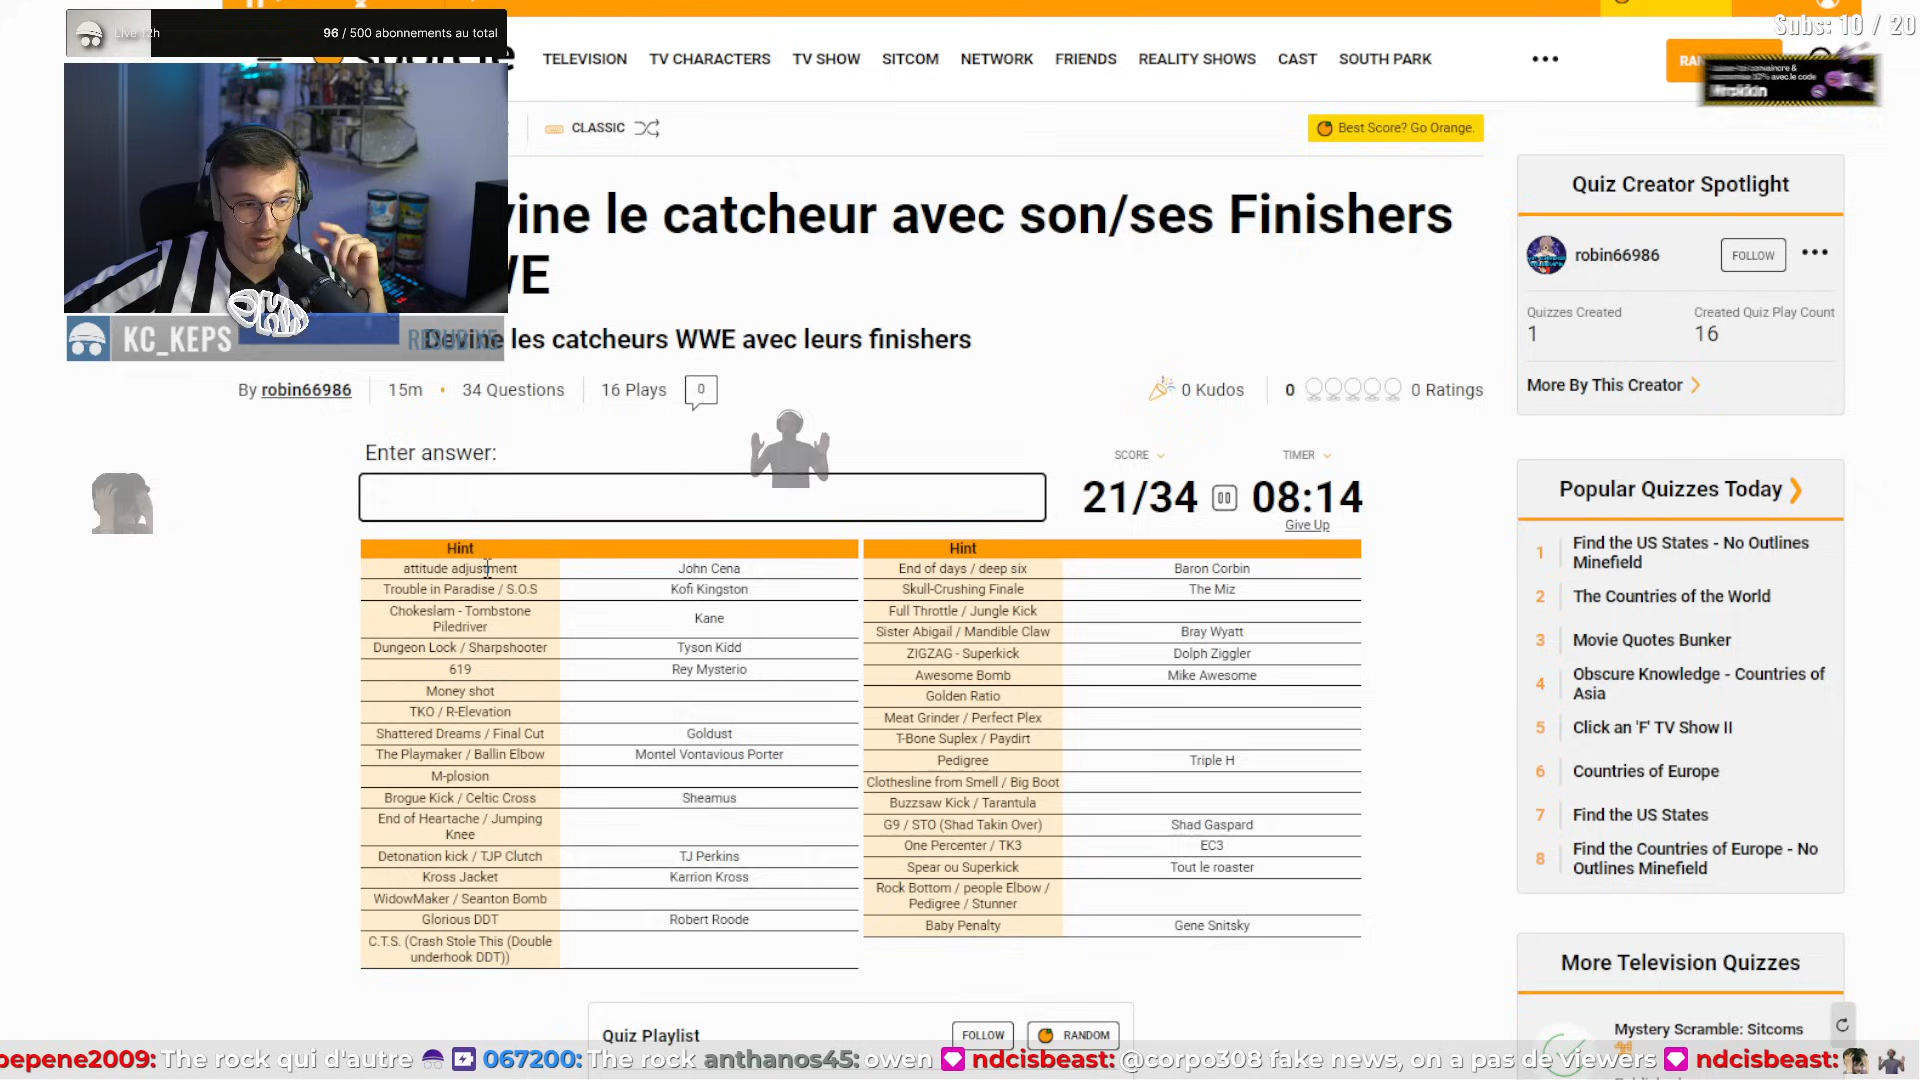 Live 12h
96 / 500 abonnements au total
Subs: 10 / 20
TELEVISION TV CHARACTERS TV SHOW SITCOM NETWORK FRIENDS REALITY SHOWS CAST SOUTH PARK
CLASSIC
Best Score? Go Orange.
vine le catcheur avec son/ses Finishers
WE
KC_KEPS
Devine les catcheurs WWE avec leurs finishers
By robin66986 15m • 34 Questions 16 Plays 0
0 Kudos 0 0 Ratings
Enter answer:
SCORE TIMER
21/34 08:14
Give Up
Hint
attitude adjustment John Cena
Trouble in Paradise / S.O.S Kofi Kingston
Chokeslam - Tombstone
Piledriver Kane
Dungeon Lock / Sharpshooter Tyson Kidd
619 Rey Mysterio
Money shot
TKO / R-Elevation
Shattered Dreams / Final Cut Goldust
The Playmaker / Ballin Elbow Montel Vontavious Porter
M-plosion
Brogue Kick / Celtic Cross Sheamus
End of Heartache / Jumping
Knee
Detonation kick / TJP Clutch TJ Perkins
Kross Jacket Karrion Kross
WidowMaker / Seanton Bomb
Glorious DDT Robert Roode
C.T.S. (Crash Stole This (Double
underhook DDT))
Hint
End of days / deep six Baron Corbin
Skull-Crushing Finale The Miz
Full Throttle / Jungle Kick
Sister Abigail / Mandible Claw Bray Wyatt
ZIGZAG - Superkick Dolph Ziggler
Awesome Bomb Mike Awesome
Golden Ratio
Meat Grinder / Perfect Plex
T-Bone Suplex / Paydirt
Pedigree Triple H
Clothesline from Smell / Big Boot
Buzzsaw Kick / Tarantula
G9 / STO (Shad Takin Over) Shad Gaspard
One Percenter / TK3 EC3
Spear ou Superkick Tout le roaster
Rock Bottom / people Elbow /
Pedigree / Stunner
Baby Penalty Gene Snitsky
Quiz Playlist FOLLOW RANDOM
Quiz Creator Spotlight
robin66986 FOLLOW
Quizzes Created Created Quiz Play Count
1 16
More By This Creator
Popular Quizzes Today
1 Find the US States - No Outlines
Minefield
2 The Countries of the World
3 Movie Quotes Bunker
4 Obscure Knowledge - Countries of
Asia
5 Click an 'F' TV Show II
6 Countries of Europe
7 Find the US States
8 Find the Countries of Europe - No
Outlines Minefield
More Television Quizzes
Mystery Scramble: Sitcoms
pepene2009: The rock qui d'autre 067200: The rock anthanos45: owen ndcisbeast: @corpo308 fake news, on a pas de viewers ndcisbeast: